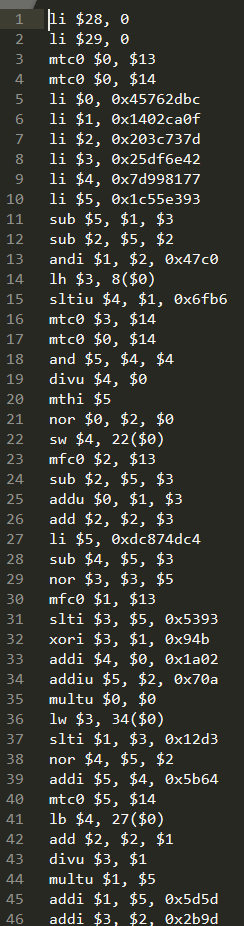 1 li $28, 0
2 li $29, 0
3 mtc0 $0, $13
4 mtc0 $0, $14
5 li $0, 0x45762dbc
6 li $1, 0x1402ca0f
7 li $2, 0x203c737d
8 li $3, 0x25df6e42
9 li $4, 0x7d998177
10 li $5, 0x1c55e393
11 sub $5, $1, $3
12 sub $2, $5, $2
13 andi $1, $2, 0x47c0
14 lh $3, 8($0)
15 sltiu $4, $1, 0x6fb6
16 mtc0 $3, $14
17 mtc0 $0, $14
18 and $5, $4, $4
19 divu $4, $0
20 mthi $5
21 nor $0, $2, $0
22 sw $4, 22($0)
23 mfc0 $2, $13
24 sub $2, $5, $3
25 addu $0, $1, $3
26 add $2, $2, $3
27 li $5, 0xdc874dc4
28 sub $4, $5, $3
29 nor $3, $3, $5
30 mfc0 $1, $13
31 slti $3, $5, 0x5393
32 xori $3, $1, 0x94b
33 addi $4, $0, 0x1a02
34 addiu $5, $2, 0x70a
35 multu $0, $0
36 lw $3, 34($0)
37 slti $1, $3, 0x12d3
38 nor $4, $5, $2
39 addi $5, $4, 0x5b64
40 mtc0 $5, $14
41 lb $4, 27($0)
42 add $2, $2, $1
43 divu $3, $1
44 multu $1, $5
45 addi $1, $5, 0x5d5d
46 addi $3, $2, 0x2b9d